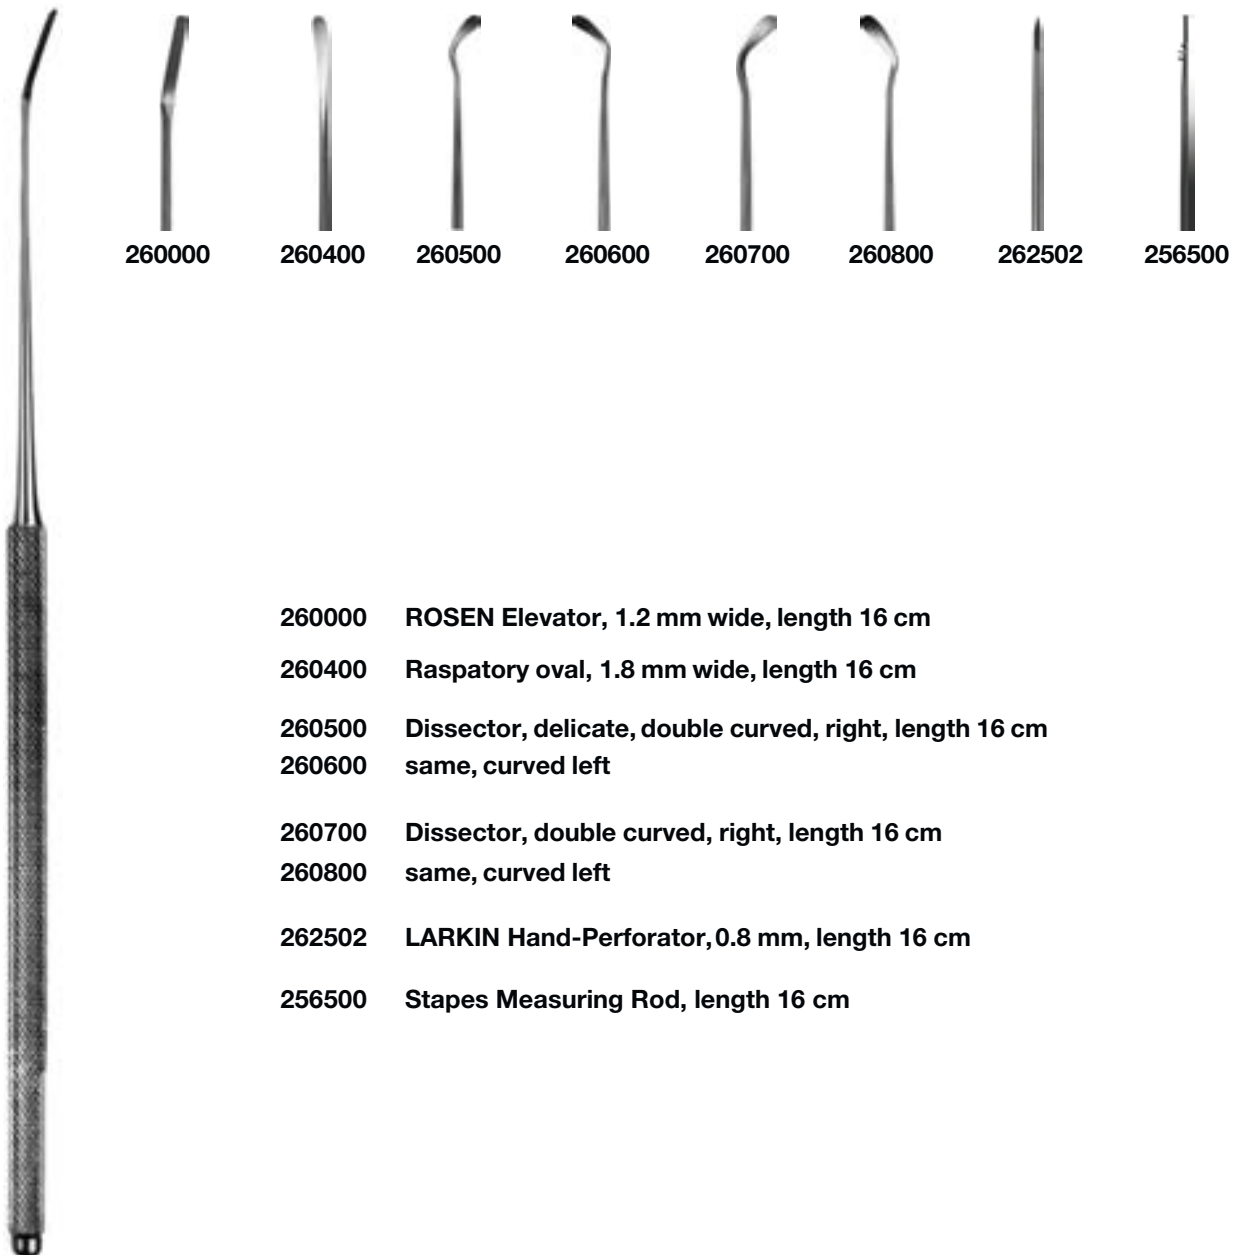 260000 260400 260500 260600 260700 260800 262502 256500
260000 ROSEN Elevator, 1.2 mm wide, length 16 cm
260400 Raspatory oval, 1.8 mm wide, length 16 cm
260500 Dissector, delicate, double curved, right, length 16 cm
260600 same, curved left
260700 Dissector, double curved, right, length 16 cm
260800 same, curved left
262502 LARKIN Hand-Perforator, 0.8 mm, length 16 cm
256500 Stapes Measuring Rod, length 16 cm